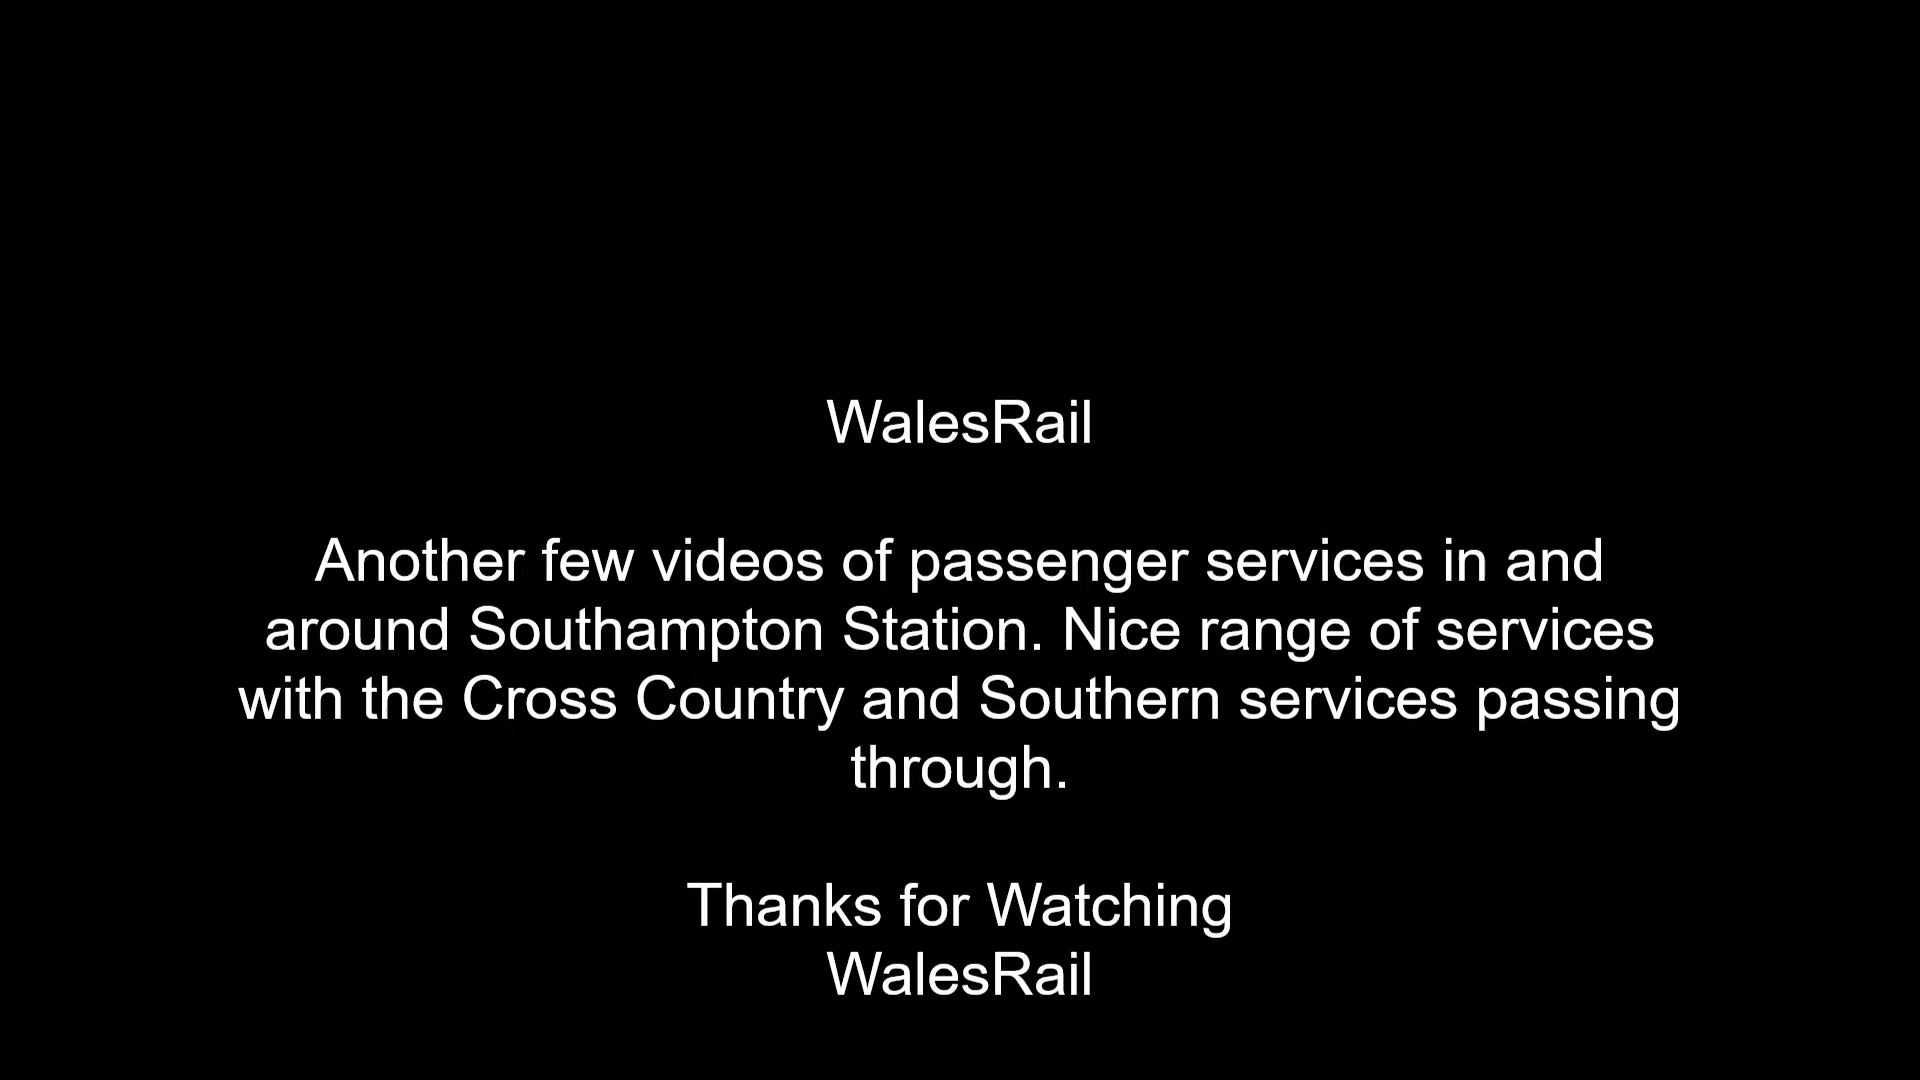 WalesRail
Another few videos of passenger services in and
around Southampton Station. Nice range of services
with the Cross Country and Southern services passing
through.
Thanks for Watching
WalesRail